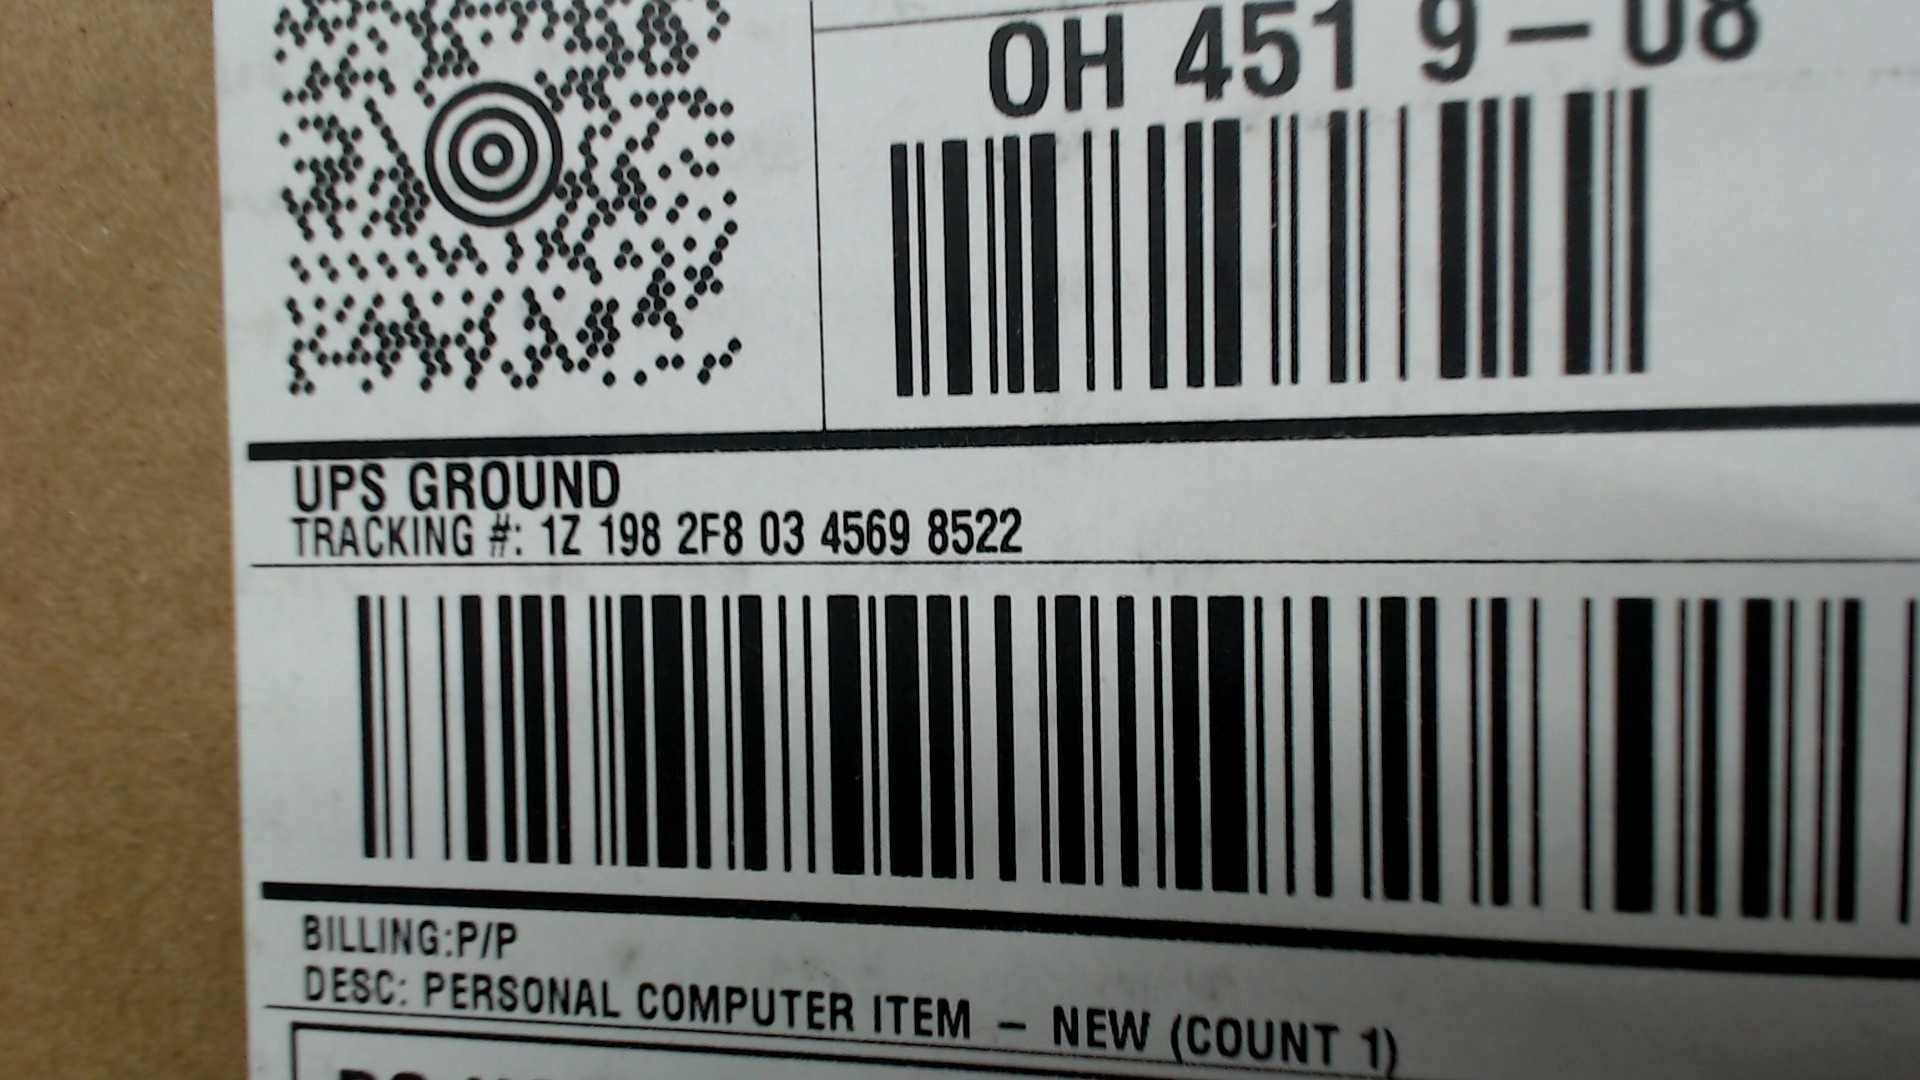 OH 451 9-08
UPS GROUND
TRACKING #: 1Z 198 2F8 03 4569 8522
BILLING:P/P
DESC: PERSONAL COMPUTER ITEM - NEW (COUNT 1)